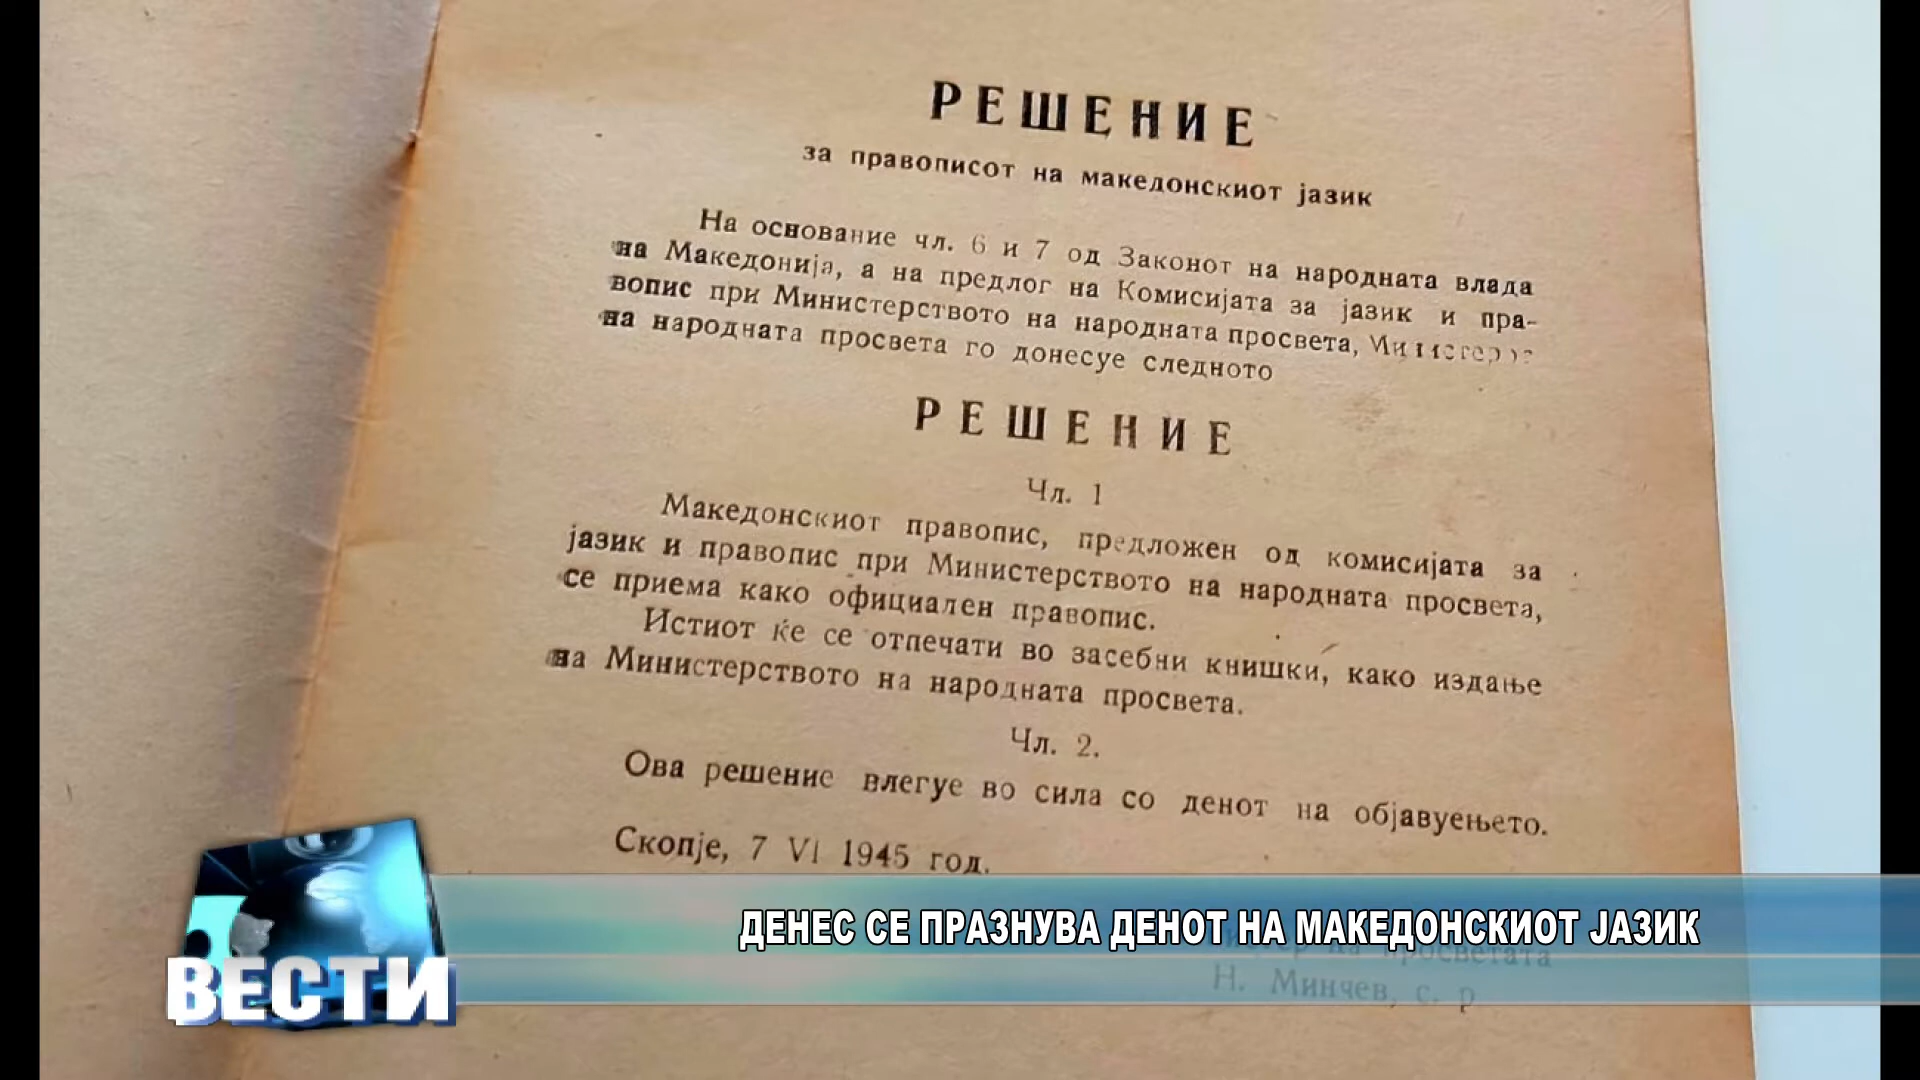 РЕШЕНИЕ
за правописот на македонскиот јазик
На основание чл. 6 и 7 од Законот на народната влада
на Македонија, а на предлог на Комисијата за јазик и пра-
вопис при Министерството на народната просвета,
на народната просвета го донесуе следното
РЕШЕНИЕ
Чл. 1
Македонскиот правопис, предложен од комисијата за
јазик и правопис при Министерството на народната просвета,
се приема како официален правопис.
Истиот ќе се отпечати во засебни книшки, како издање
на Министерството на народната просвета.
Чл. 2.
Ова решение влегуе во сила со денот на објавуењето.
Скопје, 7 VI 1945 год.
ДЕНЕС СЕ ПРАЗНУВА ДЕНОТ НА МАКЕДОНСКИОТ ЈАЗИК
на просветата
Н. Минчев, с. р
ВЕСТИ